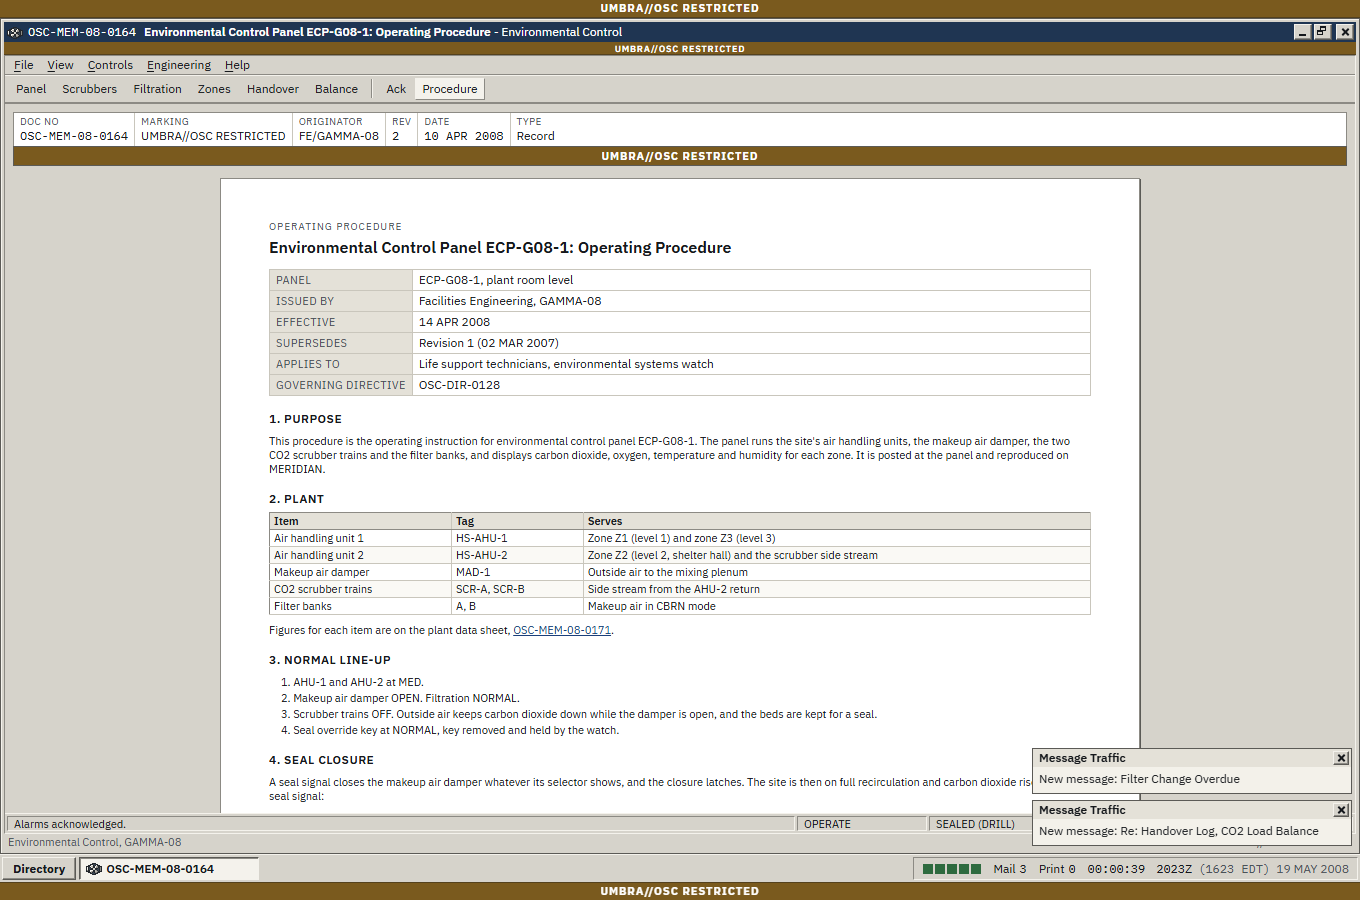 UMBRA//OSC RESTRICTED
OSC-MEM-08-0164 Environmental Control Panel ECP-G08-1: Operating Procedure - Environmental Control
UMBRA//OSC RESTRICTED
File View Controls Engineering Help
Panel Scrubbers Filtration Zones Handover Balance Ack Procedure
DOC NO MARKING ORIGINATOR REV DATE TYPE
OSC-MEM-08-0164 UMBRA//OSC RESTRICTED FE/GAMMA-08 2 10 APR 2008 Record
UMBRA//OSC RESTRICTED
OPERATING PROCEDURE
Environmental Control Panel ECP-G08-1: Operating Procedure
PANEL ECP-G08-1, plant room level
ISSUED BY Facilities Engineering, GAMMA-08
EFFECTIVE 14 APR 2008
SUPERSEDES Revision 1 (02 MAR 2007)
APPLIES TO Life support technicians, environmental systems watch
GOVERNING DIRECTIVE OSC-DIR-0128
1. PURPOSE
This procedure is the operating instruction for environmental control panel ECP-G08-1. The panel runs the site's air handling units, the makeup air damper, the two
CO2 scrubber trains and the filter banks, and displays carbon dioxide, oxygen, temperature and humidity for each zone. It is posted at the panel and reproduced on
MERIDIAN.
2. PLANT
Item Tag Serves
Air handling unit 1 HS-AHU-1 Zone Z1 (level 1) and zone Z3 (level 3)
Air handling unit 2 HS-AHU-2 Zone Z2 (level 2, shelter hall) and the scrubber side stream
Makeup air damper MAD-1 Outside air to the mixing plenum
CO2 scrubber trains SCR-A, SCR-B Side stream from the AHU-2 return
Filter banks A, B Makeup air in CBRN mode
Figures for each item are on the plant data sheet, OSC-MEM-08-0171.
3. NORMAL LINE-UP
1. AHU-1 and AHU-2 at MED.
2. Makeup air damper OPEN. Filtration NORMAL.
3. Scrubber trains OFF. Outside air keeps carbon dioxide down while the damper is open, and the beds are kept for a seal.
4. Seal override key at NORMAL, key removed and held by the watch.
4. SEAL CLOSURE
A seal signal closes the makeup air damper whatever its selector shows, and the closure latches. The site is then on full recirculation and carbon dioxide
seal signal:
Message Traffic
New message: Filter Change Overdue
Message Traffic
New message: Re: Handover Log, CO2 Load Balance
Alarms acknowledged. OPERATE SEALED (DRILL)
Environmental Control, GAMMA-08
Directory OSC-MEM-08-0164 Mail 3 Print 0 00:00:39 2023Z (1623 EDT) 19 MAY 2008
UMBRA//OSC RESTRICTED